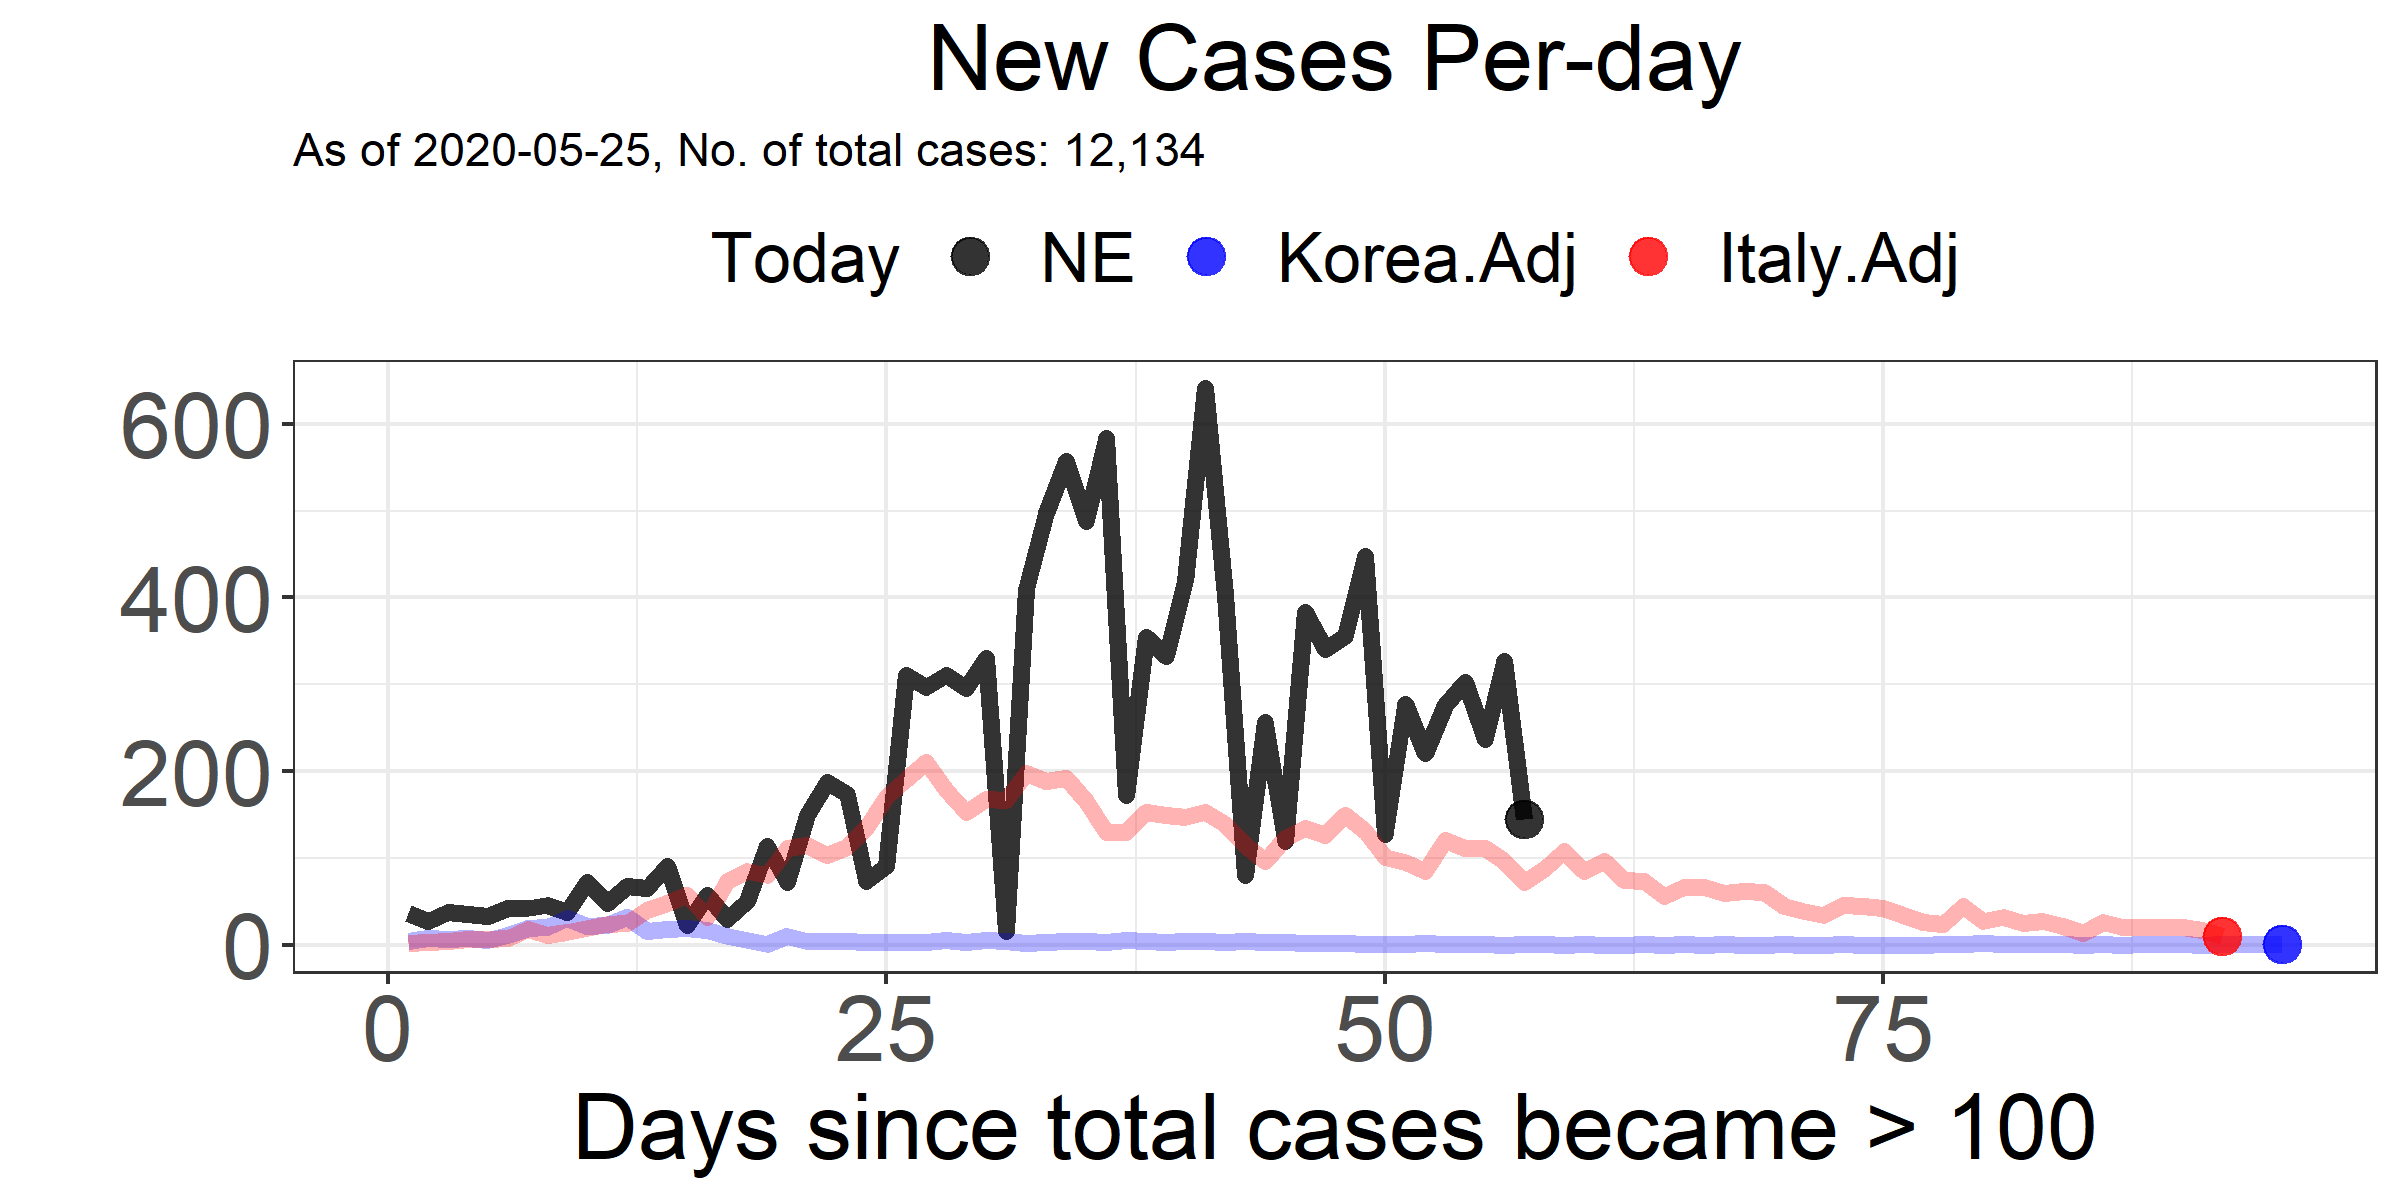 New Cases Per-day
As of 2020-05-25, No. of total cases: 12,134
Today NE Korea.Adj Italy.Adj
600
400
200
0
0 25 50 75
Days since total cases became > 100